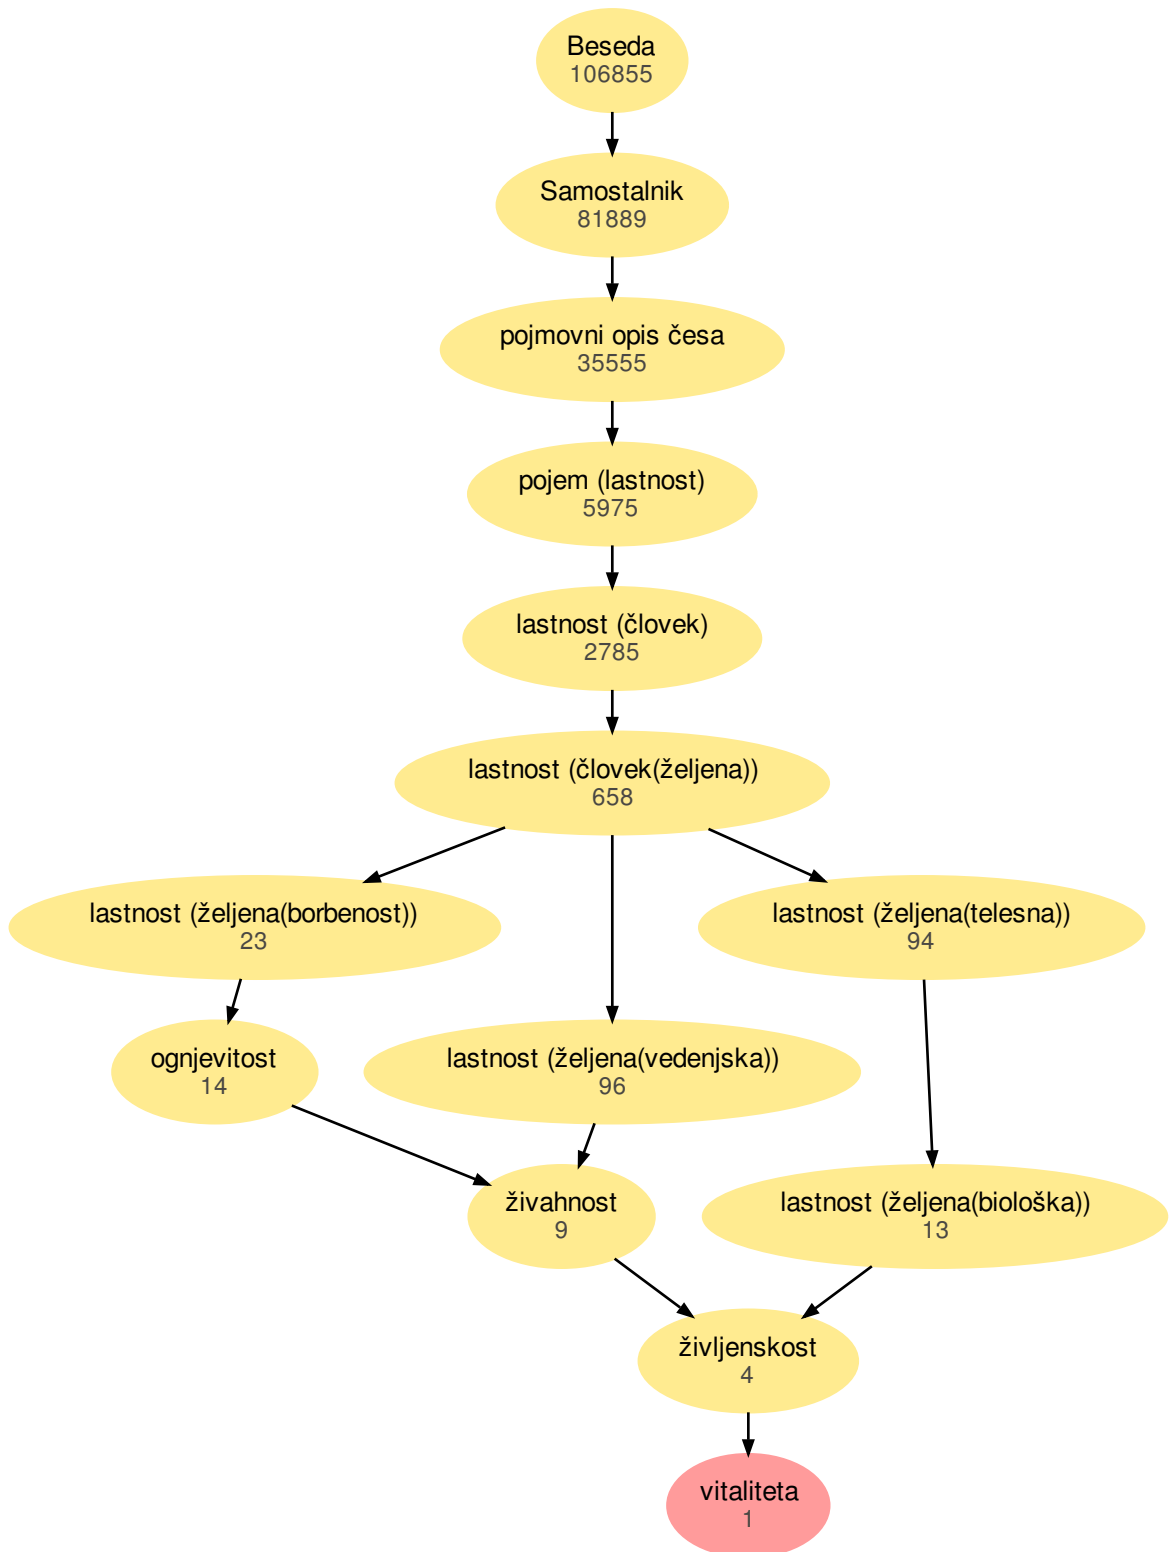 Beseda
106855
Samostalnik
81889
pojmovni opis česa
35555
pojem (lastnost)
5975
lastnost (človek)
2785
lastnost (človek(željena))
658
lastnost (željena(borbenost))
23
lastnost (željena(telesna))
94
ognjevitost
14
lastnost (željena(vedenjska))
96
živahnost
9
lastnost (željena(biološka))
13
življenskost
4
vitaliteta
1